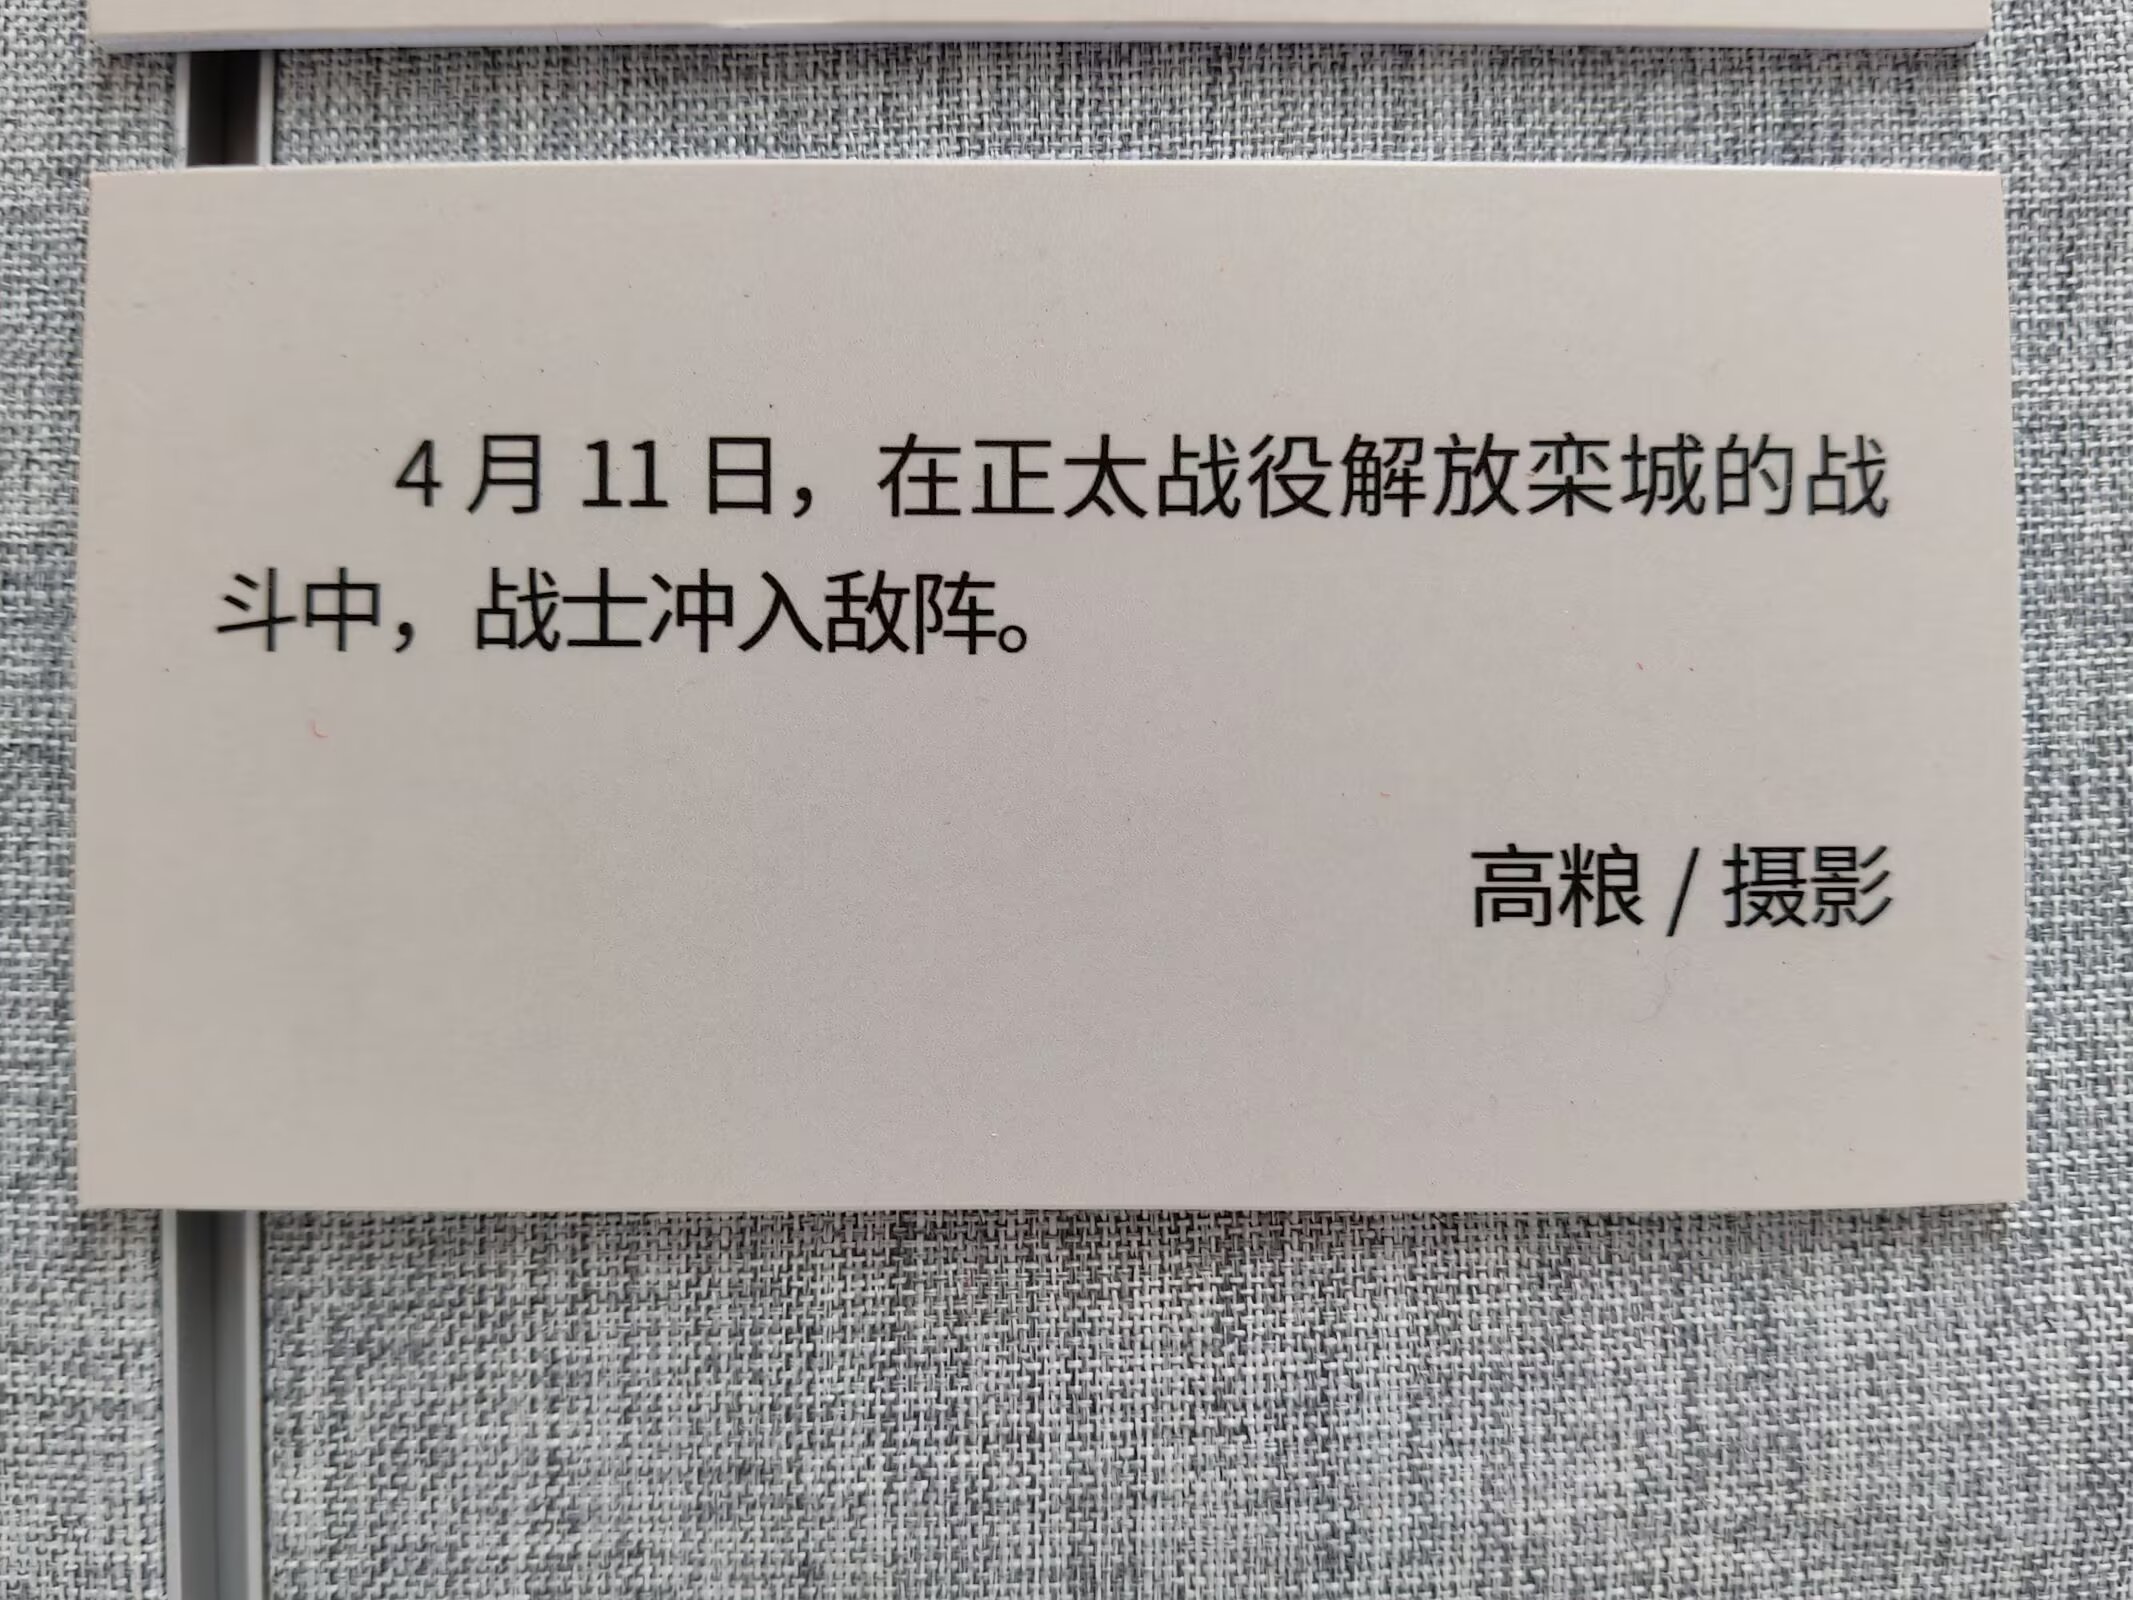 4 月 11 日，在正太战役解放栾城的战
斗中，战士冲入敌阵。
高粮 / 摄影